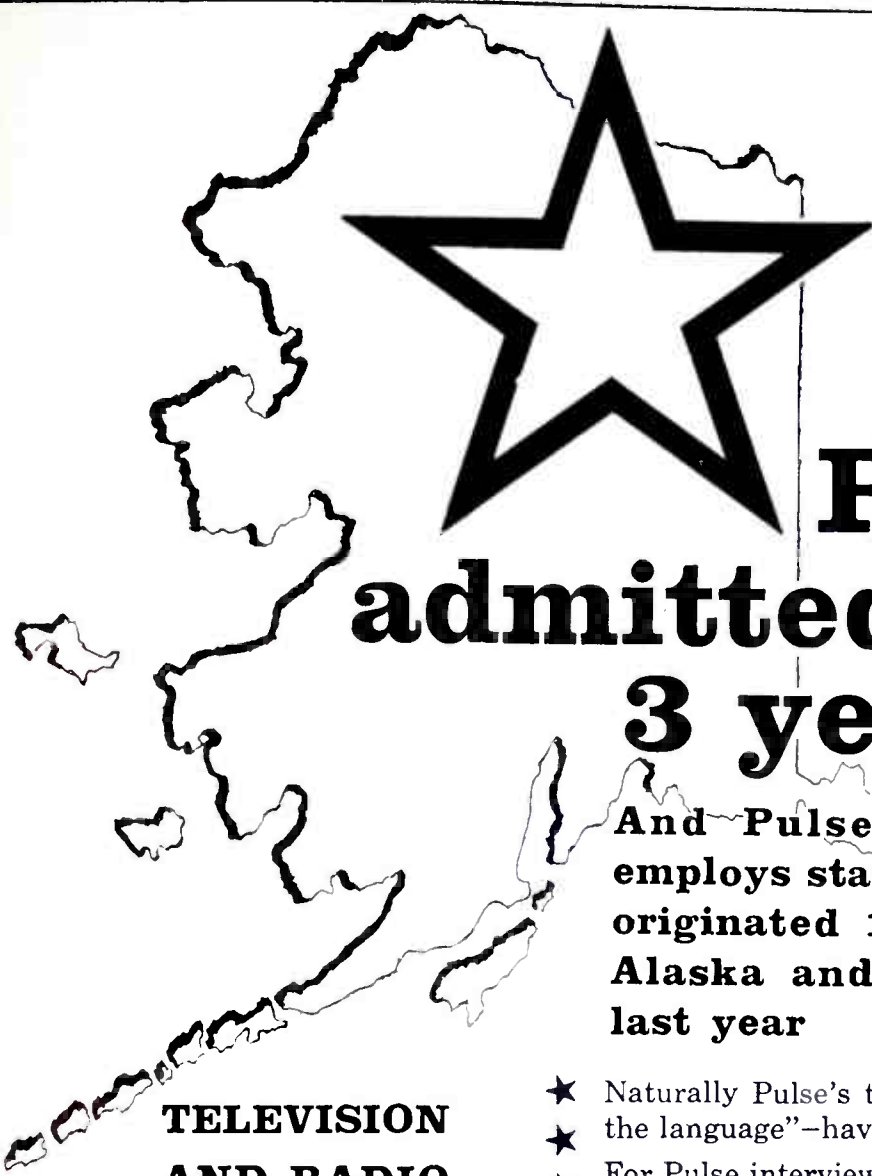 admitted
3 ye
And Pulse
employs sta
originated
Alaska and
last year
TELEVISION
AND RADIO
★ Naturally Pulse's t
★ the language”–hav
For Pulse interview